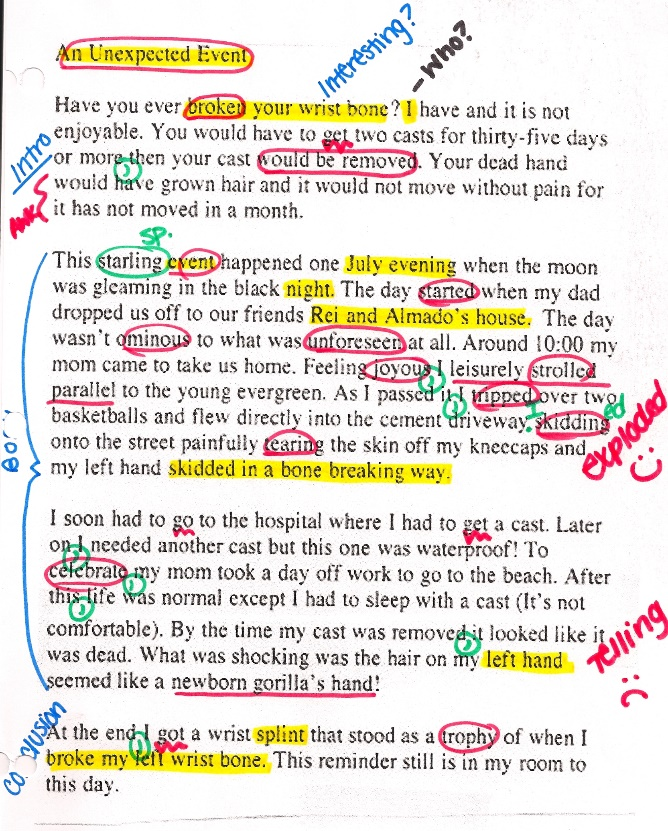 An Unexpected Event
Interesting?
- Who?
Have you ever broken your wrist bone? I have and it is not
enjoyable. You would have to get two casts for thirty-five days
Intro
or more then your cast would be removed. Your dead hand
would have grown hair and it would not move without pain for
AWK
it has not moved in a month.
sp.
This starling event happened one July evening when the moon
was gleaming in the black night. The day started when my dad
dropped us off to our friends Rei and Almado's house. The day
wasn't ominous to what was unforeseen at all. Around 10:00 my
mom came to take us home. Feeling joyous I leisurely strolled
parallel to the young evergreen. As I passed it I tripped over two
basketballs and flew directly into the cement driveway. I skidding ed
onto the street painfully tearing the skin off my kneecaps and
exploded
my left hand skidded in a bone breaking way.
I soon had to go to the hospital where I had to get a cast. Later
on I needed another cast but this one was waterproof! To
celebrate my mom took a day off work to go to the beach. After
this life was normal except I had to sleep with a cast (It's not
comfortable). By the time my cast was removed it looked like it
was dead. What was shocking was the hair on my left hand
Telling
seemed like a newborn gorilla's hand!
At the end I got a wrist splint that stood as a trophy of when I
broke my left wrist bone. This reminder still is in my room to
this day.